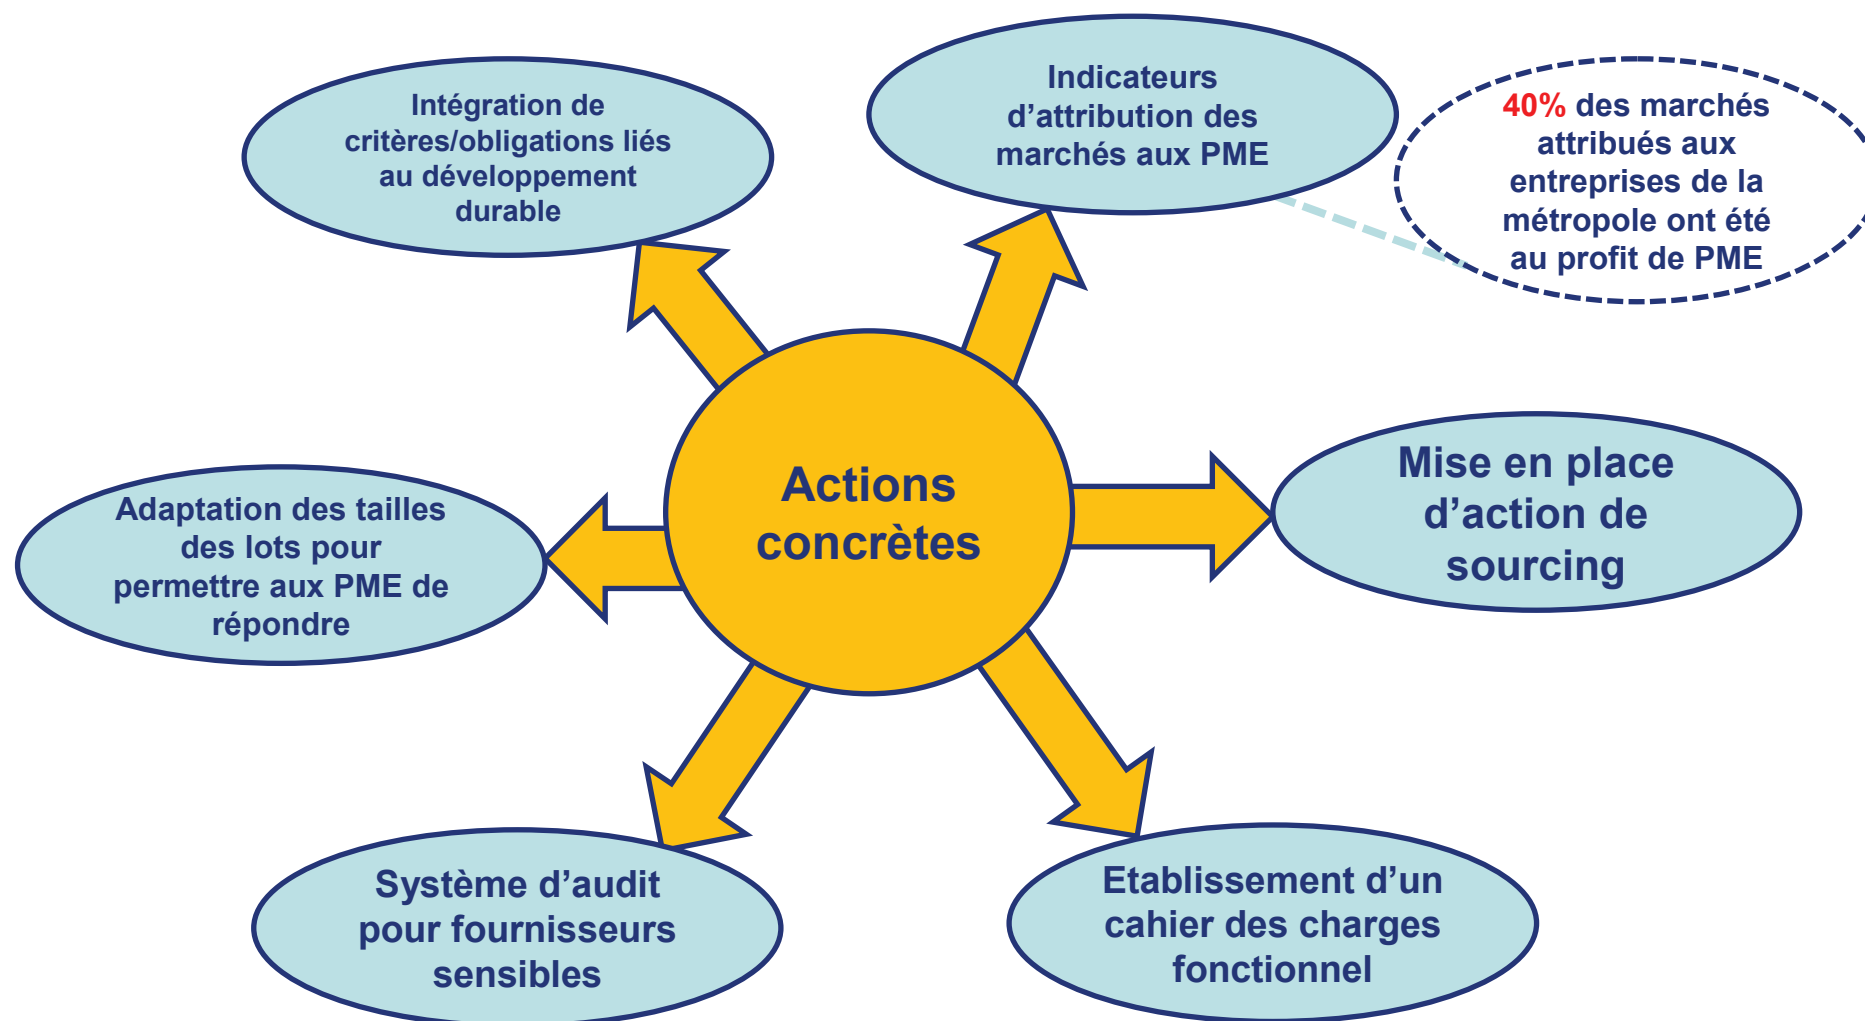 Intégration de
critères/obligations liés
au développement
durable
Indicateurs
d’attribution des
marchés aux PME
40% des marchés
attribués aux
entreprises de la
métropole ont été
au profit de PME
Actions
concrètes
Mise en place
d’action de
sourcing
Adaptation des tailles
des lots pour
permettre aux PME de
répondre
Système d’audit
pour fournisseurs
sensibles
Etablissement d’un
cahier des charges
fonctionnel